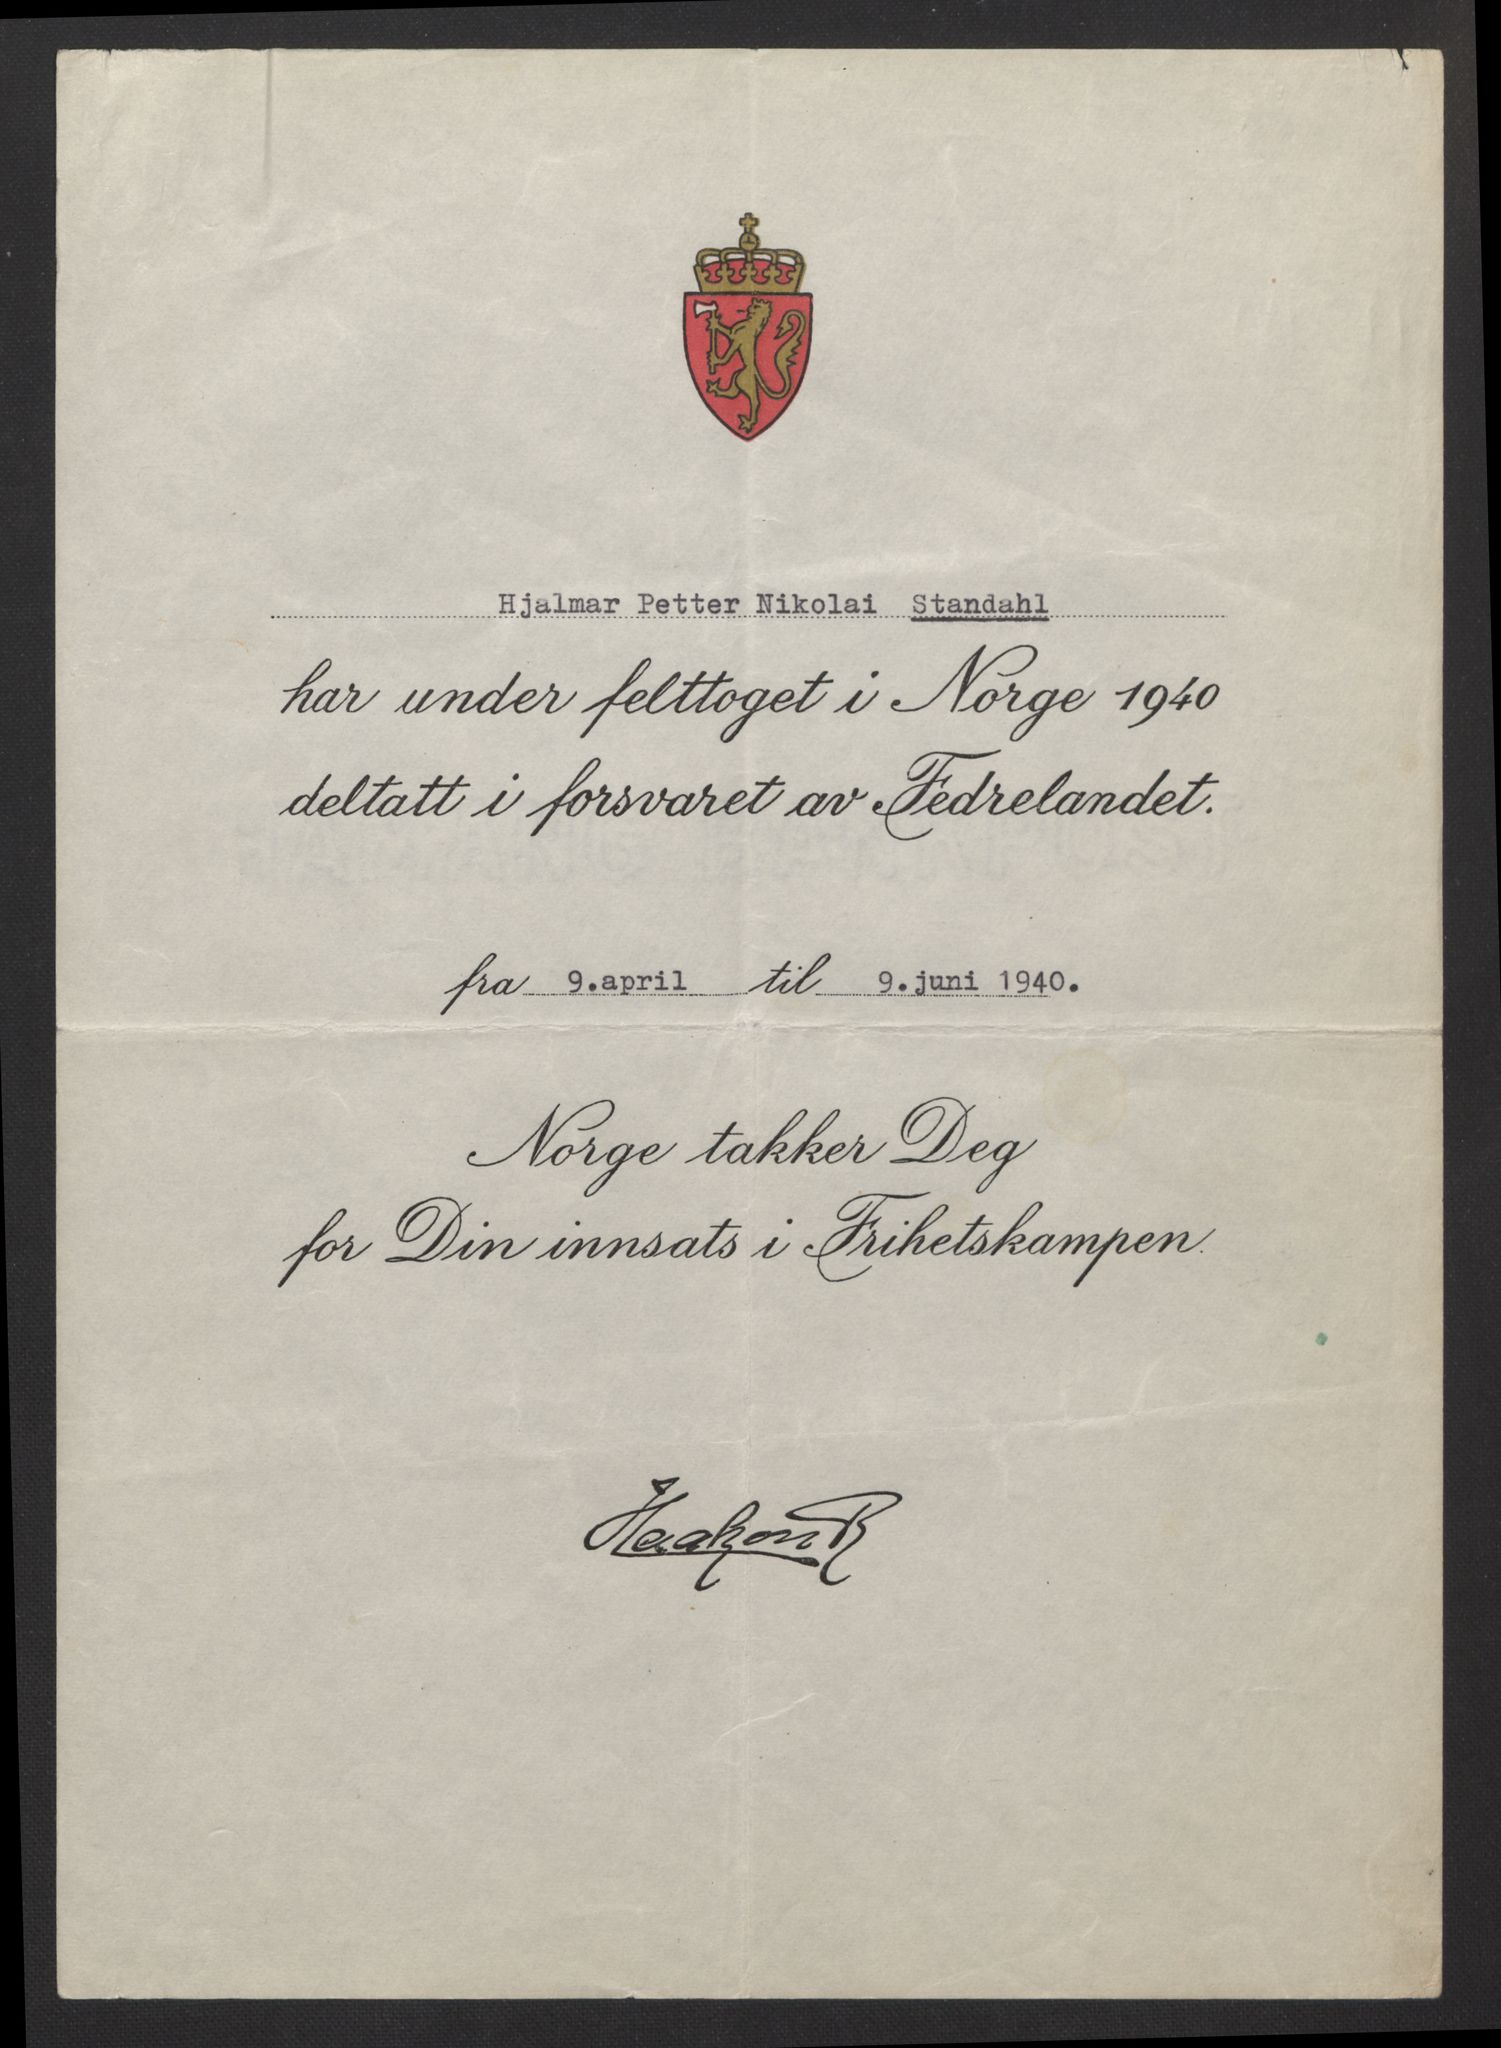 Hjalmar Petter Nikolai Standahl
har under felttoget i Norge 1940
deltatt i forsvaret av Fedrelandet.
fra 9.april til 9.juni 1940.
Norge takker Deg
for Din innsats i Frihetskampen.
Haakon R